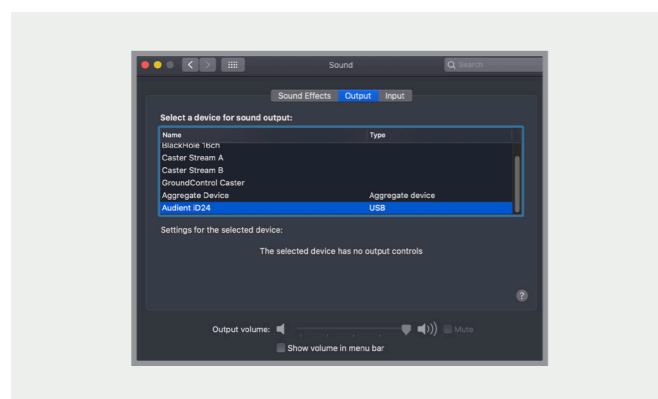 Sound
Search
Sound Effects Output Input
Select a device for sound output:
Name Type
BlackHole 16ch
Caster Stream A
Caster Stream B
GroundControl Caster
Aggregate Device Aggregate device
Audient iD24 USB
Settings for the selected device:
The selected device has no output controls
?
Output volume: Mute
Show volume in menu bar